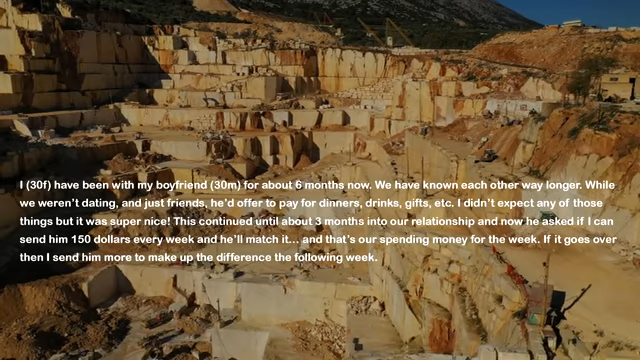 I (30f) have been with my boyfriend (30m) for about 6 months now. We have known each other way longer. While
we weren't dating, and just friends, he'd offer to pay for dinners, drinks, gifts, etc. I didn't expect any of those
things but it was super nice! This continued until about 3 months into our relationship and now he asked if I can
send him 150 dollars every week and he'll match it... and that's our spending money for the week. If it goes over
then I send him more to make up the difference the following week.